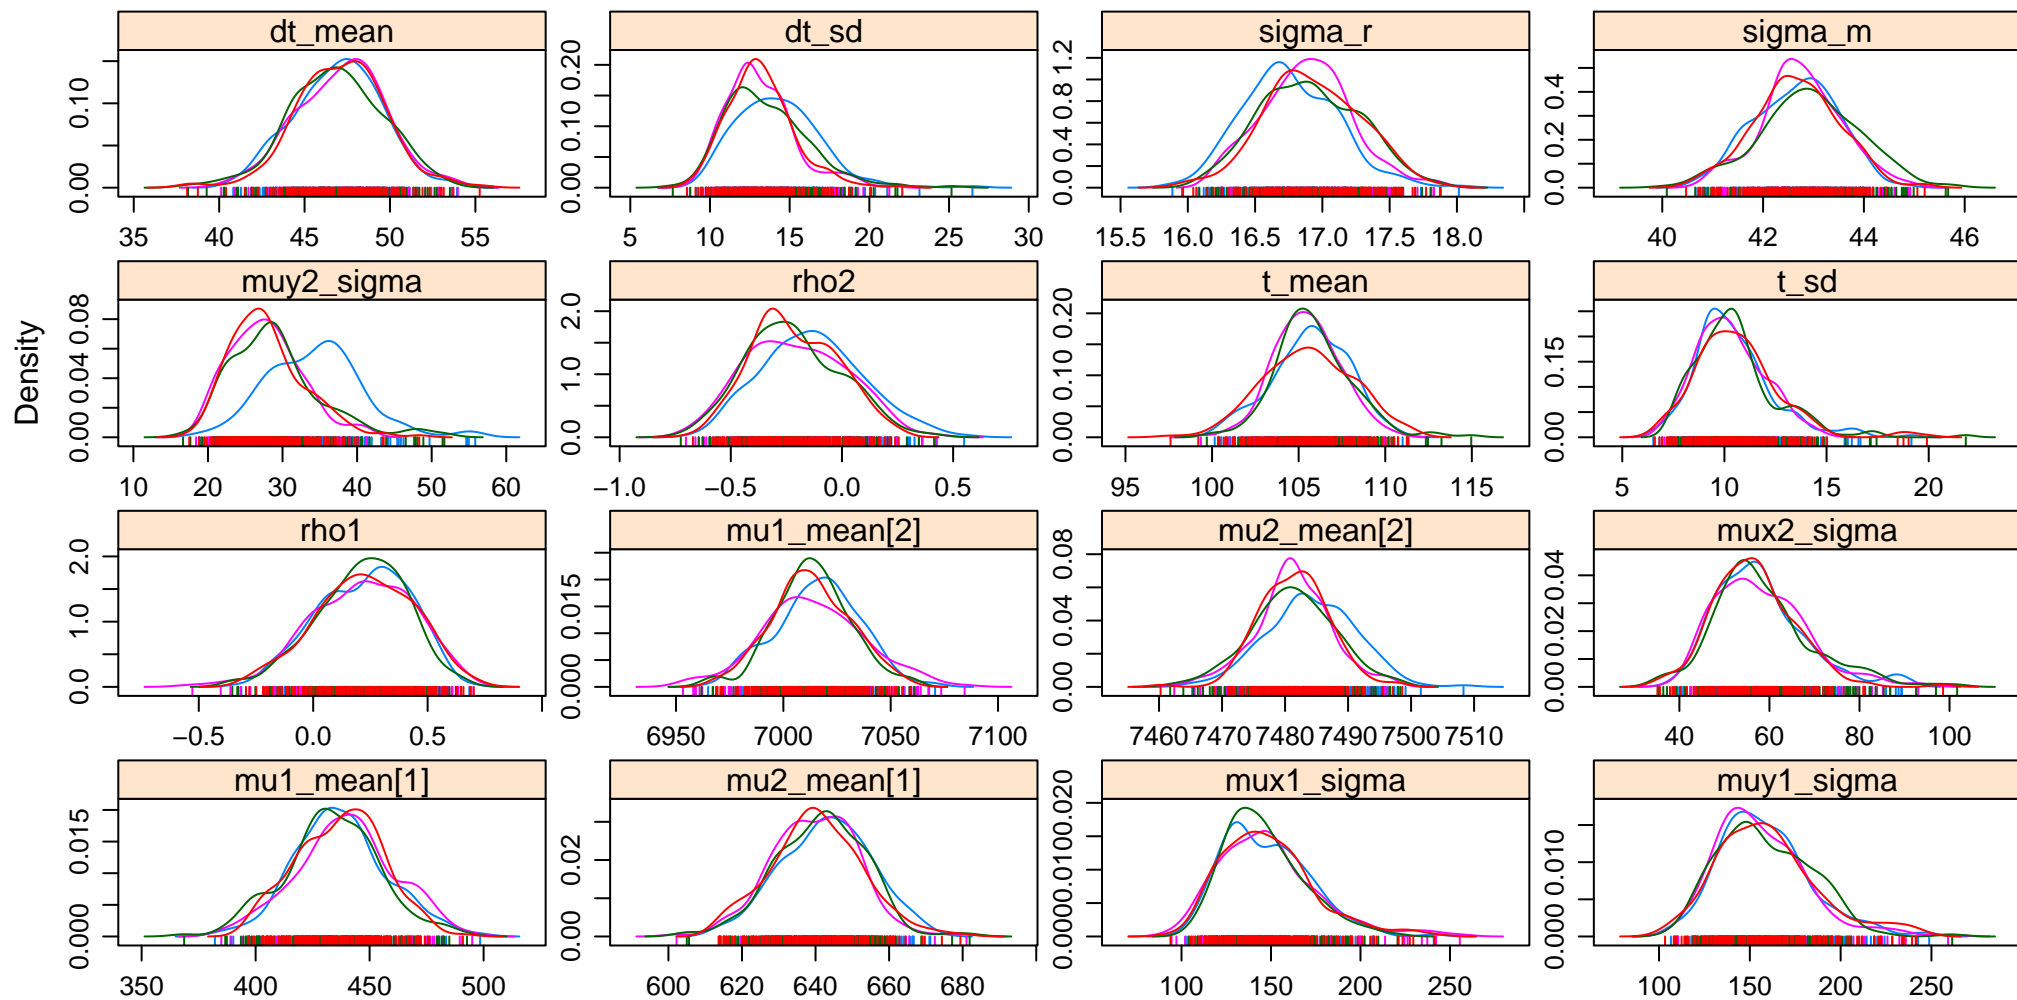 dt_mean dt_sd sigma_r sigma_m
0.00 0.10
0.00 0.10 0.20
0.0 0.4 0.8 1.2
0.0 0.2 0.4
35 40 45 50 55
5 10 15 20 25 30
15.5 16.0 16.5 17.0 17.5 18.0
40 42 44 46
Density
muy2_sigma rho2 t_mean t_sd
0.00 0.04 0.08
0.0 1.0 2.0
0.00 0.10 0.20
0.00 0.15
10 20 30 40 50 60
−1.0 −0.5 0.0 0.5
95 100 105 110 115
5 10 15 20
rho1 mu1_mean[2] mu2_mean[2] mux2_sigma
0.0 1.0 2.0
0.000 0.015
0.00 0.04 0.08
0.00 0.02 0.04
−0.5 0.0 0.5
6950 7000 7050 7100
7460 7470 7480 7490 7500 7510
40 60 80 100
mu1_mean[1] mu2_mean[1] mux1_sigma muy1_sigma
0.000 0.015
0.00 0.02
0.000 0.010 0.020
0.000 0.010
350 400 450 500
600 620 640 660 680
100 150 200 250
100 150 200 250